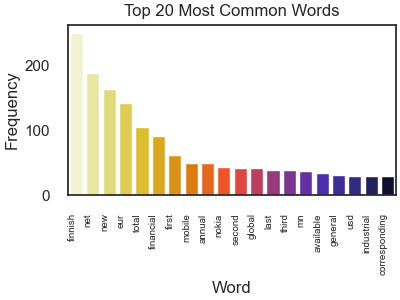 Top 20 Most Common Words
Frequency
200
100
0
finnish
net
new
eur
total
financial
first
mobile
annual
nokia
second
global
last
third
mn
available
general
usd
industrial
corresponding
Word